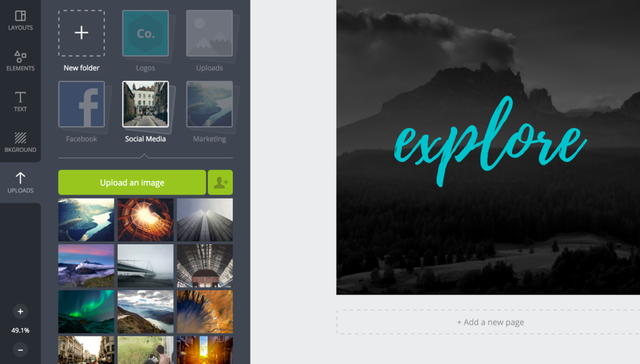 LAYOUTS
ELEMENTS
TEXT
BKGROUND
UPLOADS
49.1%
New folder
Co.
Logos
Uploads
Facebook
Social Media
Marketing
Upload an image
explore
+ Add a new page